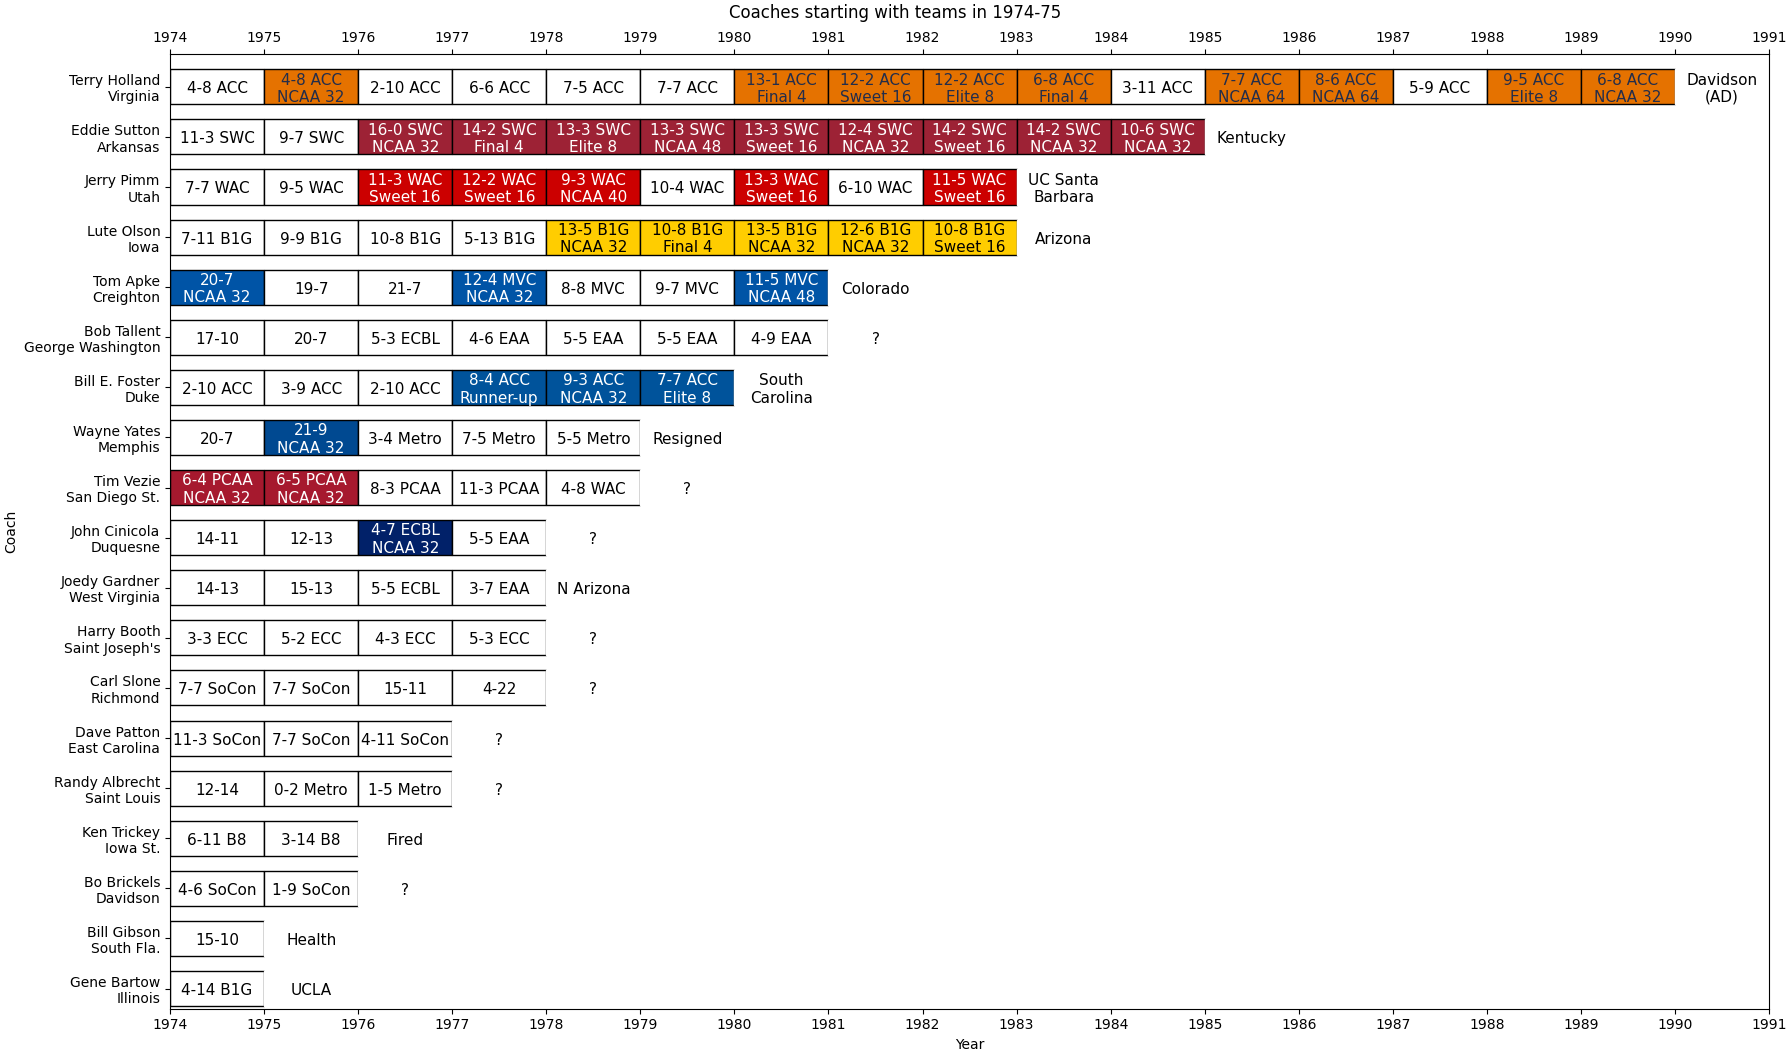 Coaches starting with teams in 1974-75
1974 1975 1976 1977 1978 1979 1980 1981 1982 1983 1984 1985 1986 1987 1988 1989 1990 1991
Terry Holland
Virginia
4-8 ACC
4-8 ACC
NCAA 32
2-10 ACC
6-6 ACC
7-5 ACC
7-7 ACC
13-1 ACC
Final 4
12-2 ACC
Sweet 16
12-2 ACC
Elite 8
6-8 ACC
Final 4
3-11 ACC
7-7 ACC
NCAA 64
8-6 ACC
NCAA 64
5-9 ACC
9-5 ACC
Elite 8
6-8 ACC
NCAA 32
Davidson
(AD)
Eddie Sutton
Arkansas
11-3 SWC
9-7 SWC
16-0 SWC
NCAA 32
14-2 SWC
Final 4
13-3 SWC
Elite 8
13-3 SWC
NCAA 48
13-3 SWC
Sweet 16
12-4 SWC
NCAA 32
14-2 SWC
Sweet 16
14-2 SWC
NCAA 32
10-6 SWC
NCAA 32
Kentucky
Jerry Pimm
Utah
7-7 WAC
9-5 WAC
11-3 WAC
Sweet 16
12-2 WAC
Sweet 16
9-3 WAC
NCAA 40
10-4 WAC
13-3 WAC
Sweet 16
6-10 WAC
11-5 WAC
Sweet 16
UC Santa
Barbara
Lute Olson
Iowa
7-11 B1G
9-9 B1G
10-8 B1G
5-13 B1G
13-5 B1G
NCAA 32
10-8 B1G
Final 4
13-5 B1G
NCAA 32
12-6 B1G
NCAA 32
10-8 B1G
Sweet 16
Arizona
Tom Apke
Creighton
20-7
NCAA 32
19-7
21-7
12-4 MVC
NCAA 32
8-8 MVC
9-7 MVC
11-5 MVC
NCAA 48
Colorado
Bob Tallent
George Washington
17-10
20-7
5-3 ECBL
4-6 EAA
5-5 EAA
5-5 EAA
4-9 EAA
?
Bill E. Foster
Duke
2-10 ACC
3-9 ACC
2-10 ACC
8-4 ACC
Runner-up
9-3 ACC
NCAA 32
7-7 ACC
Elite 8
South
Carolina
Wayne Yates
Memphis
20-7
21-9
NCAA 32
3-4 Metro
7-5 Metro
5-5 Metro
Resigned
Tim Vezie
San Diego St.
6-4 PCAA
NCAA 32
6-5 PCAA
NCAA 32
8-3 PCAA
11-3 PCAA
4-8 WAC
?
John Cinicola
Duquesne
14-11
12-13
4-7 ECBL
NCAA 32
5-5 EAA
?
Joedy Gardner
West Virginia
14-13
15-13
5-5 ECBL
3-7 EAA
N Arizona
Harry Booth
Saint Joseph's
3-3 ECC
5-2 ECC
4-3 ECC
5-3 ECC
?
Carl Slone
Richmond
7-7 SoCon
7-7 SoCon
15-11
4-22
?
Dave Patton
East Carolina
11-3 SoCon
7-7 SoCon
4-11 SoCon
?
Randy Albrecht
Saint Louis
12-14
0-2 Metro
1-5 Metro
?
Ken Trickey
Iowa St.
6-11 B8
3-14 B8
Fired
Bo Brickels
Davidson
4-6 SoCon
1-9 SoCon
?
Bill Gibson
South Fla.
15-10
Health
Gene Bartow
Illinois
4-14 B1G
UCLA
1974 1975 1976 1977 1978 1979 1980 1981 1982 1983 1984 1985 1986 1987 1988 1989 1990 1991
Year
Coach